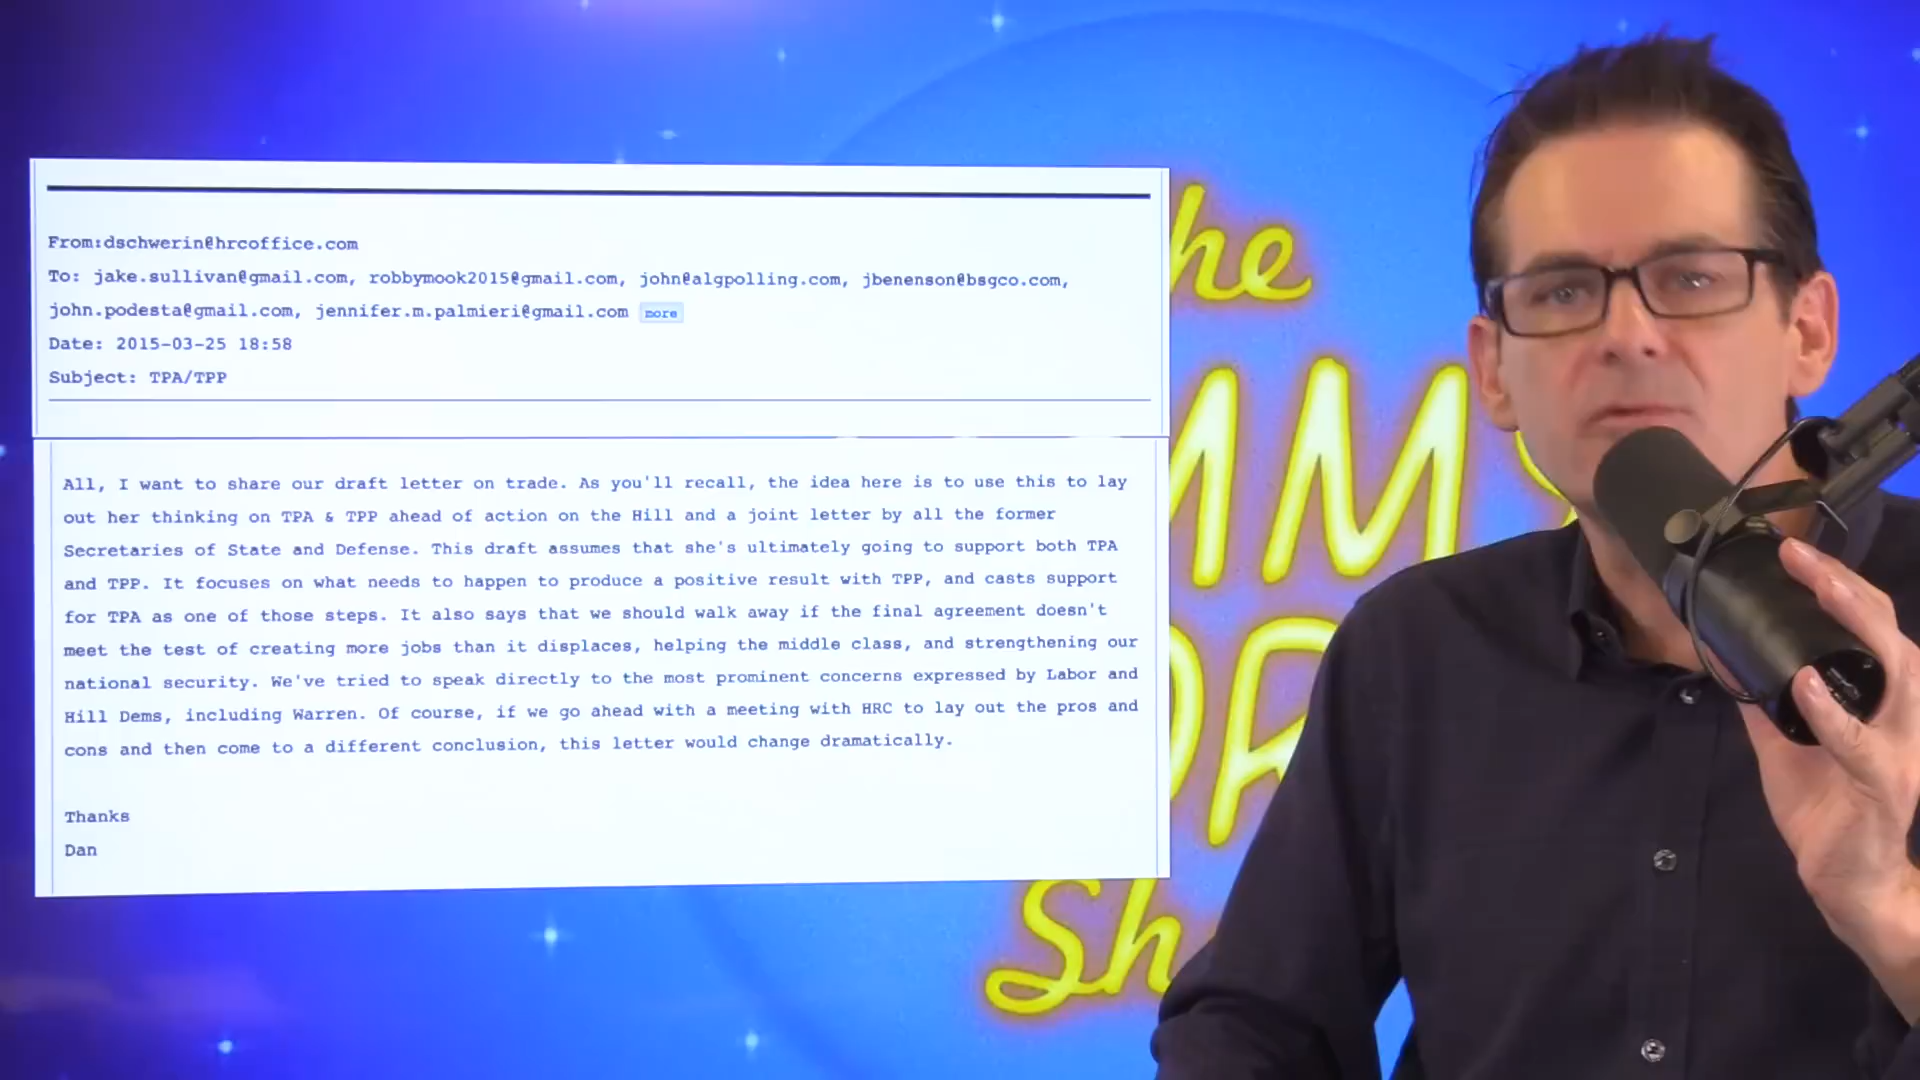 From:dschwerin@hrcoffice.com
To: jake.sullivan@gmail.com, robbymook2015@gmail.com, john@algpolling.com, jbenenson@bsgco.com,
john.podesta@gmail.com, jennifer.m.palmieri@gmail.com more
Date: 2015-03-25 18:58
Subject: TPA/TPP
All, I want to share our draft letter on trade. As you'll recall, the idea here is to use this to lay
out her thinking on TPA & TPP ahead of action on the Hill and a joint letter by all the former
Secretaries of State and Defense. This draft assumes that she's ultimately going to support both TPA
and TPP. It focuses on what needs to happen to produce a positive result with TPP, and casts support
for TPA as one of those steps. It also says that we should walk away if the final agreement doesn't
meet the test of creating more jobs than it displaces, helping the middle class, and strengthening our
national security. We've tried to speak directly to the most prominent concerns expressed by Labor and
Hill Dems, including Warren. Of course, if we go ahead with a meeting with HRC to lay out the pros and
cons and then come to a different conclusion, this letter would change dramatically.
Thanks
Dan